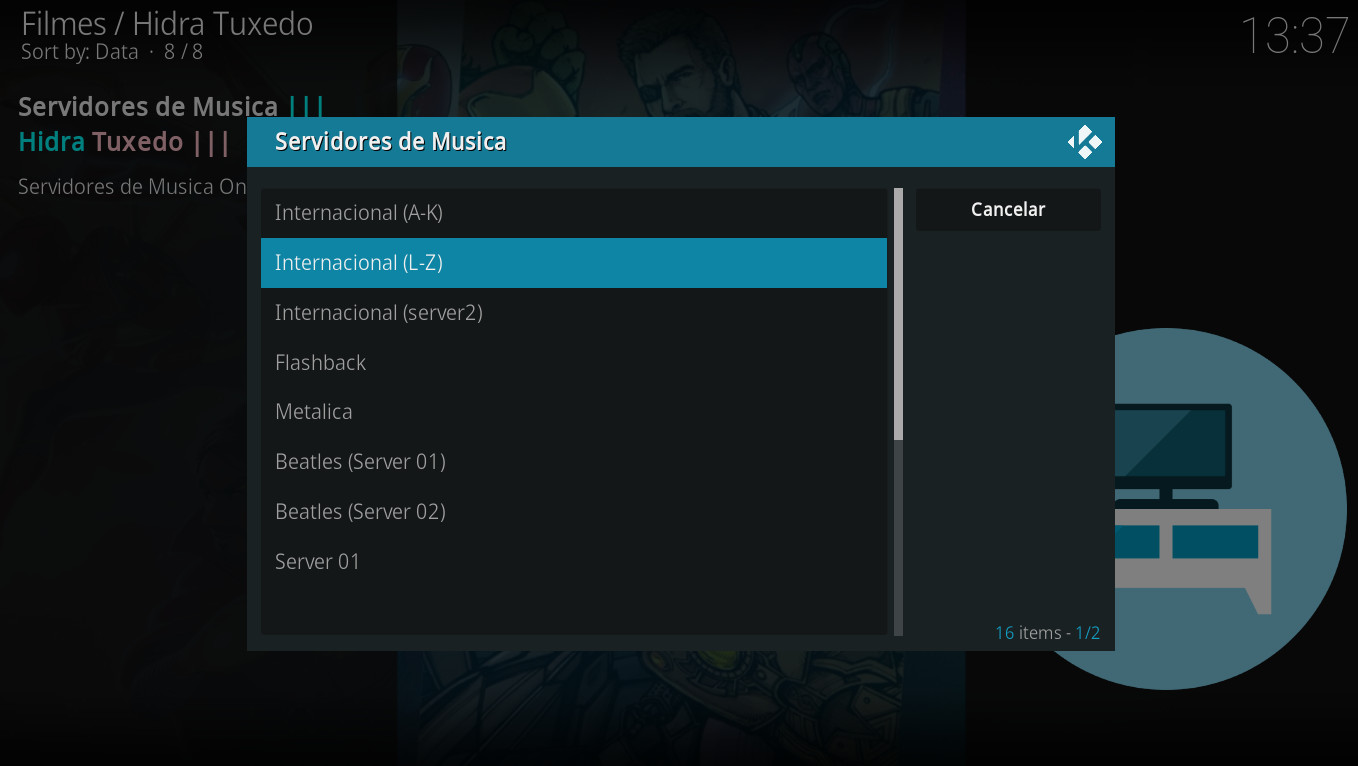 Filmes / Hidra Tuxedo
Sort by: Data · 8 / 8
13:37
Servidores de Musica |||
Hidra Tuxedo |||
Servidores de Musica On
Servidores de Musica
Internacional (A-K)
Internacional (L-Z)
Internacional (server2)
Flashback
Metalica
Beatles (Server 01)
Beatles (Server 02)
Server 01
Cancelar
16 items - 1/2